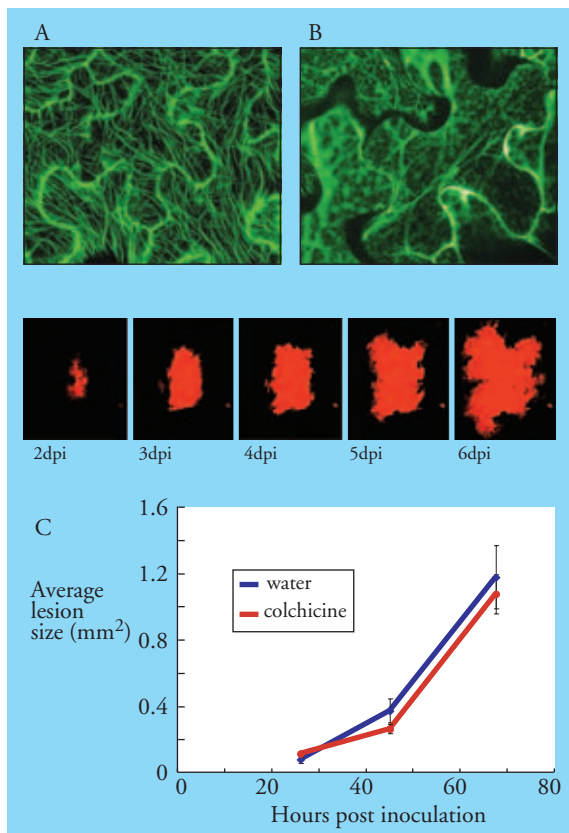 A
B
2dpi
3dpi
4dpi
5dpi
6dpi
C
Average
lesion
size (mm²)
1.6
1.2
0.8
0.4
0
water
colchicine
0
20
40
60
80
Hours post inoculation